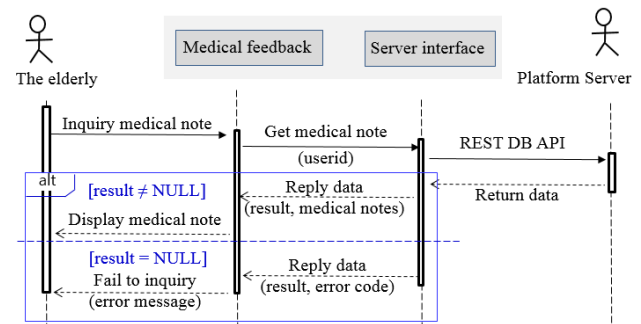 Medical feedback
Server interface
The elderly
Platform Server
Inquiry medical note
Get medical note
(userid)
REST DB API
alt
[result ≠ NULL]
Reply data
(result, medical notes)
Return data
Display medical note
[result = NULL]
Reply data
(result, error code)
Fail to inquiry
(error message)